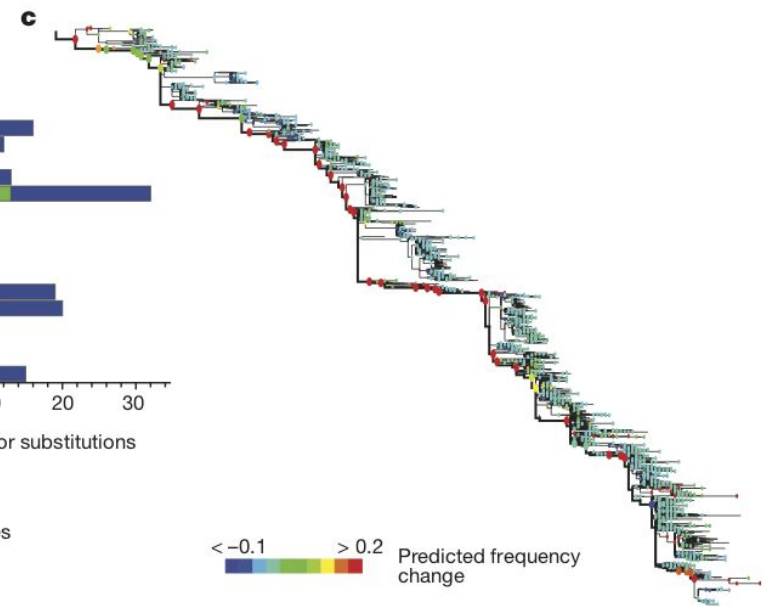 c
20 30
or substitutions
< –0.1 > 0.2
Predicted frequency
change